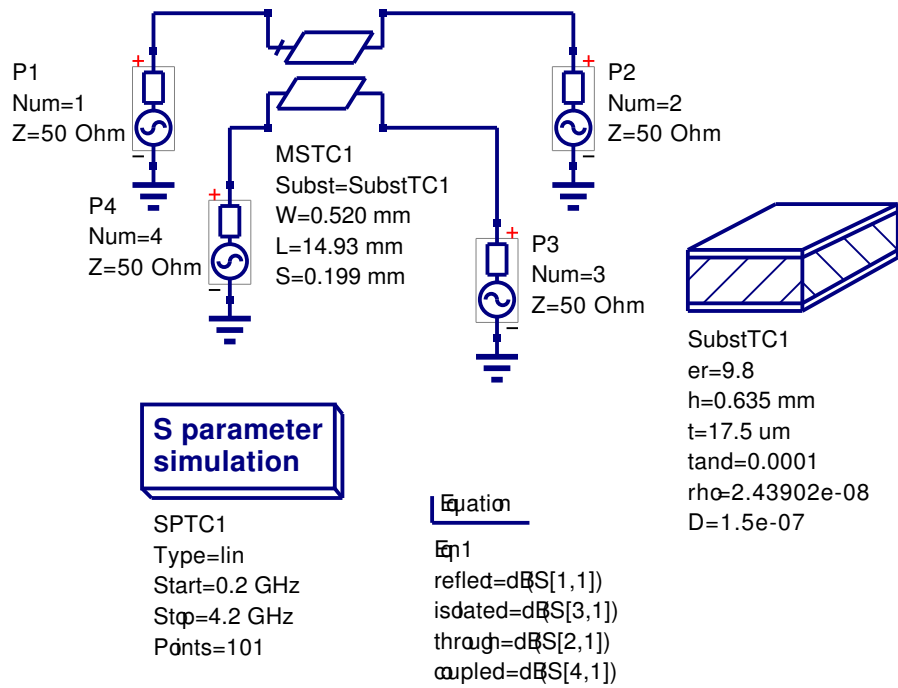 P1
Num=1
Z=50 Ohm
P2
Num=2
Z=50 Ohm
P4
Num=4
Z=50 Ohm
MSTC1
Subst=SubstTC1
W=0.520 mm
L=14.93 mm
S=0.199 mm
P3
Num=3
Z=50 Ohm
SubstTC1
er=9.8
h=0.635 mm
t=17.5 um
tand=0.0001
rho=2.43902e-08
D=1.5e-07
S parameter
simulation
SPTC1
Type=lin
Start=0.2 GHz
Stop=4.2 GHz
Points=101
Equation
Eqn1
reflect=dB(S[1,1])
isolated=dB(S[3,1])
through=dB(S[2,1])
coupled=dB(S[4,1])